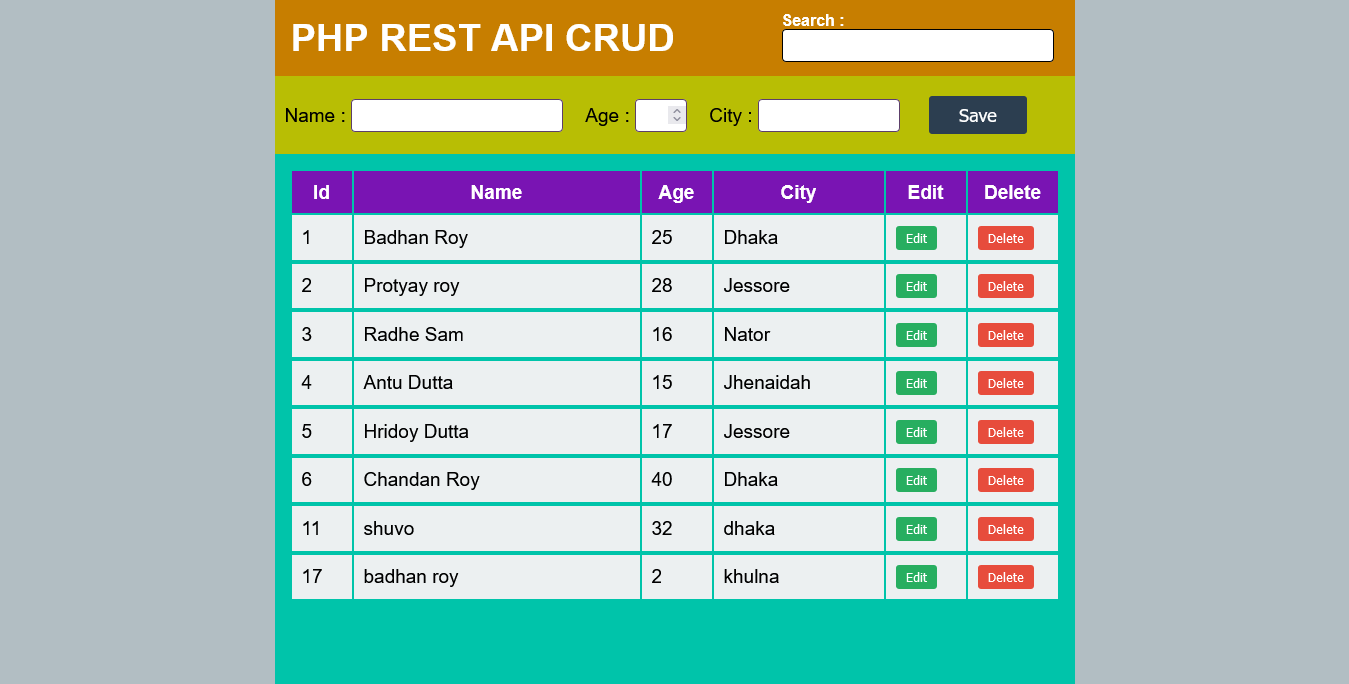 PHP REST API CRUD
Search :
Name : Age : City : Save
Id Name Age City Edit Delete
1 Badhan Roy 25 Dhaka Edit Delete
2 Protyay roy 28 Jessore Edit Delete
3 Radhe Sam 16 Nator Edit Delete
4 Antu Dutta 15 Jhenaidah Edit Delete
5 Hridoy Dutta 17 Jessore Edit Delete
6 Chandan Roy 40 Dhaka Edit Delete
11 shuvo 32 dhaka Edit Delete
17 badhan roy 2 khulna Edit Delete